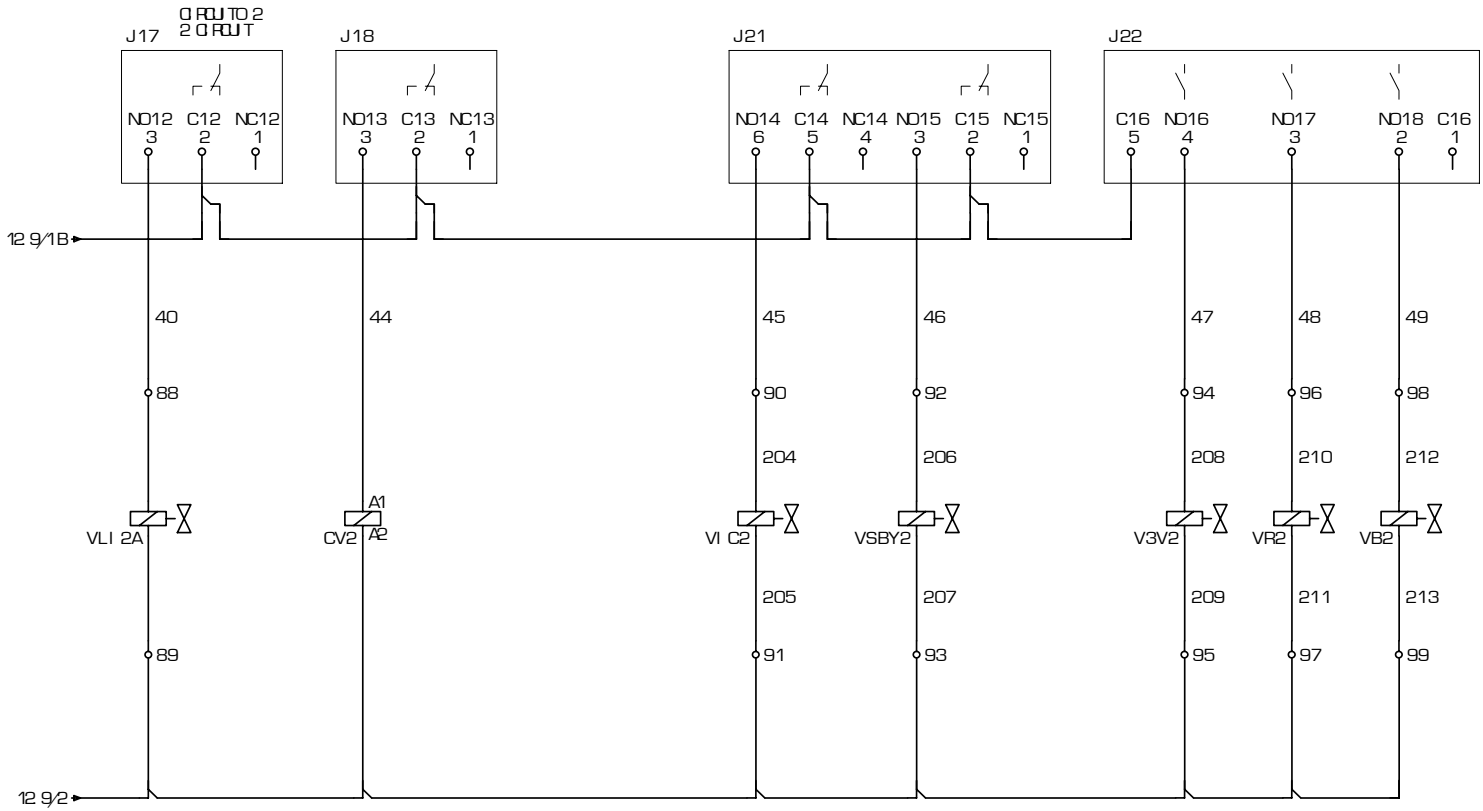 CIRCUITO 2
2 CIRCUIT
J17
J18
J21
J22
NO12 C12 NC12
3 2 1
NO13 C13 NC13
3 2 1
NO14 C14 NC14 NO15 C15 NC15
6 5 4 3 2 1
C16 NO16 NO17 NO18 C16
5 4 3 2 1
12.9/1B
40 44 45 46 47 48 49
88 90 92 94 96 98
204 206 208 210 212
A1
VLI 2A
CV2 A2
VI C2
VSBY2
V3V2
VR2
VB2
205 207 209 211 213
89 91 93 95 97 99
12.9/2